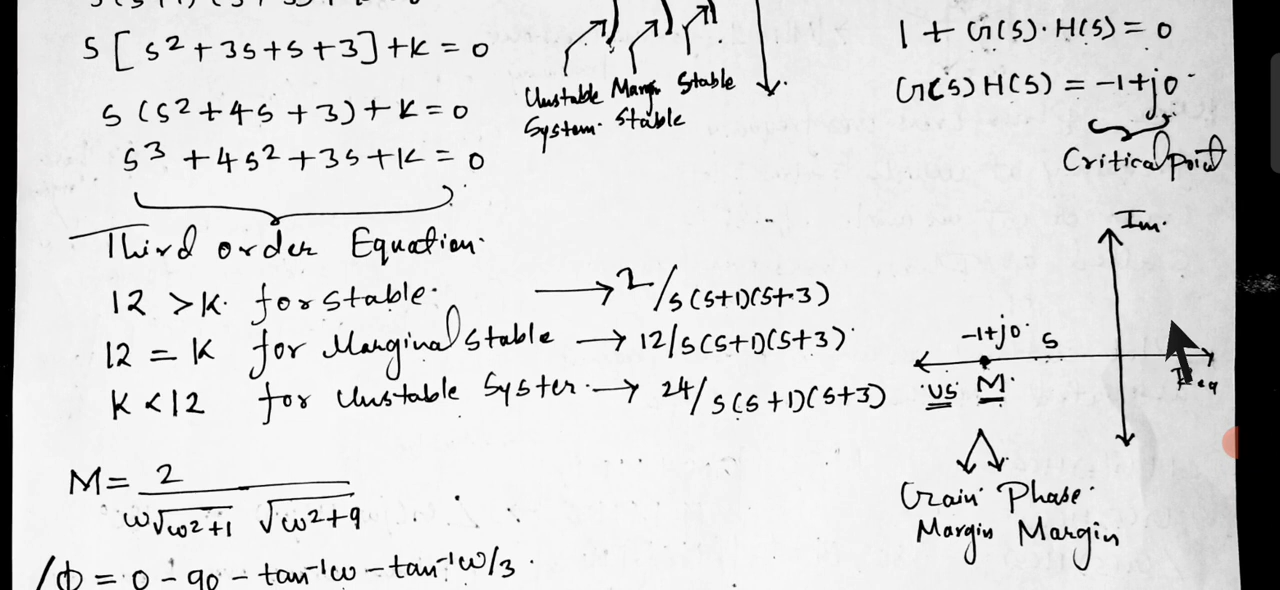 S [ s² + 3s + s + 3 ] + k = 0
s (s² + 4s + 3) + k = 0
s³ + 4s² + 3s + k = 0
Third order Equation.
12 > k. for stable. → 2/s(s+1)(s+3)
12 = k for Marginal stable → 12/s(s+1)(s+3)
k < 12 for Unstable Syster. → 24/s(s+1)(s+3)
M = 2 / ω√ω²+1 √ω²+9
/φ = 0 - 90 - tan⁻¹ω - tan⁻¹ω/3.
Unstable Marg. Stable
System. Stable
1 + G(s).H(s) = 0
G(s)H(s) = -1+j0
Critical point
Im.
-1+j0 S
US M.
Gain Phase
Margin Margin